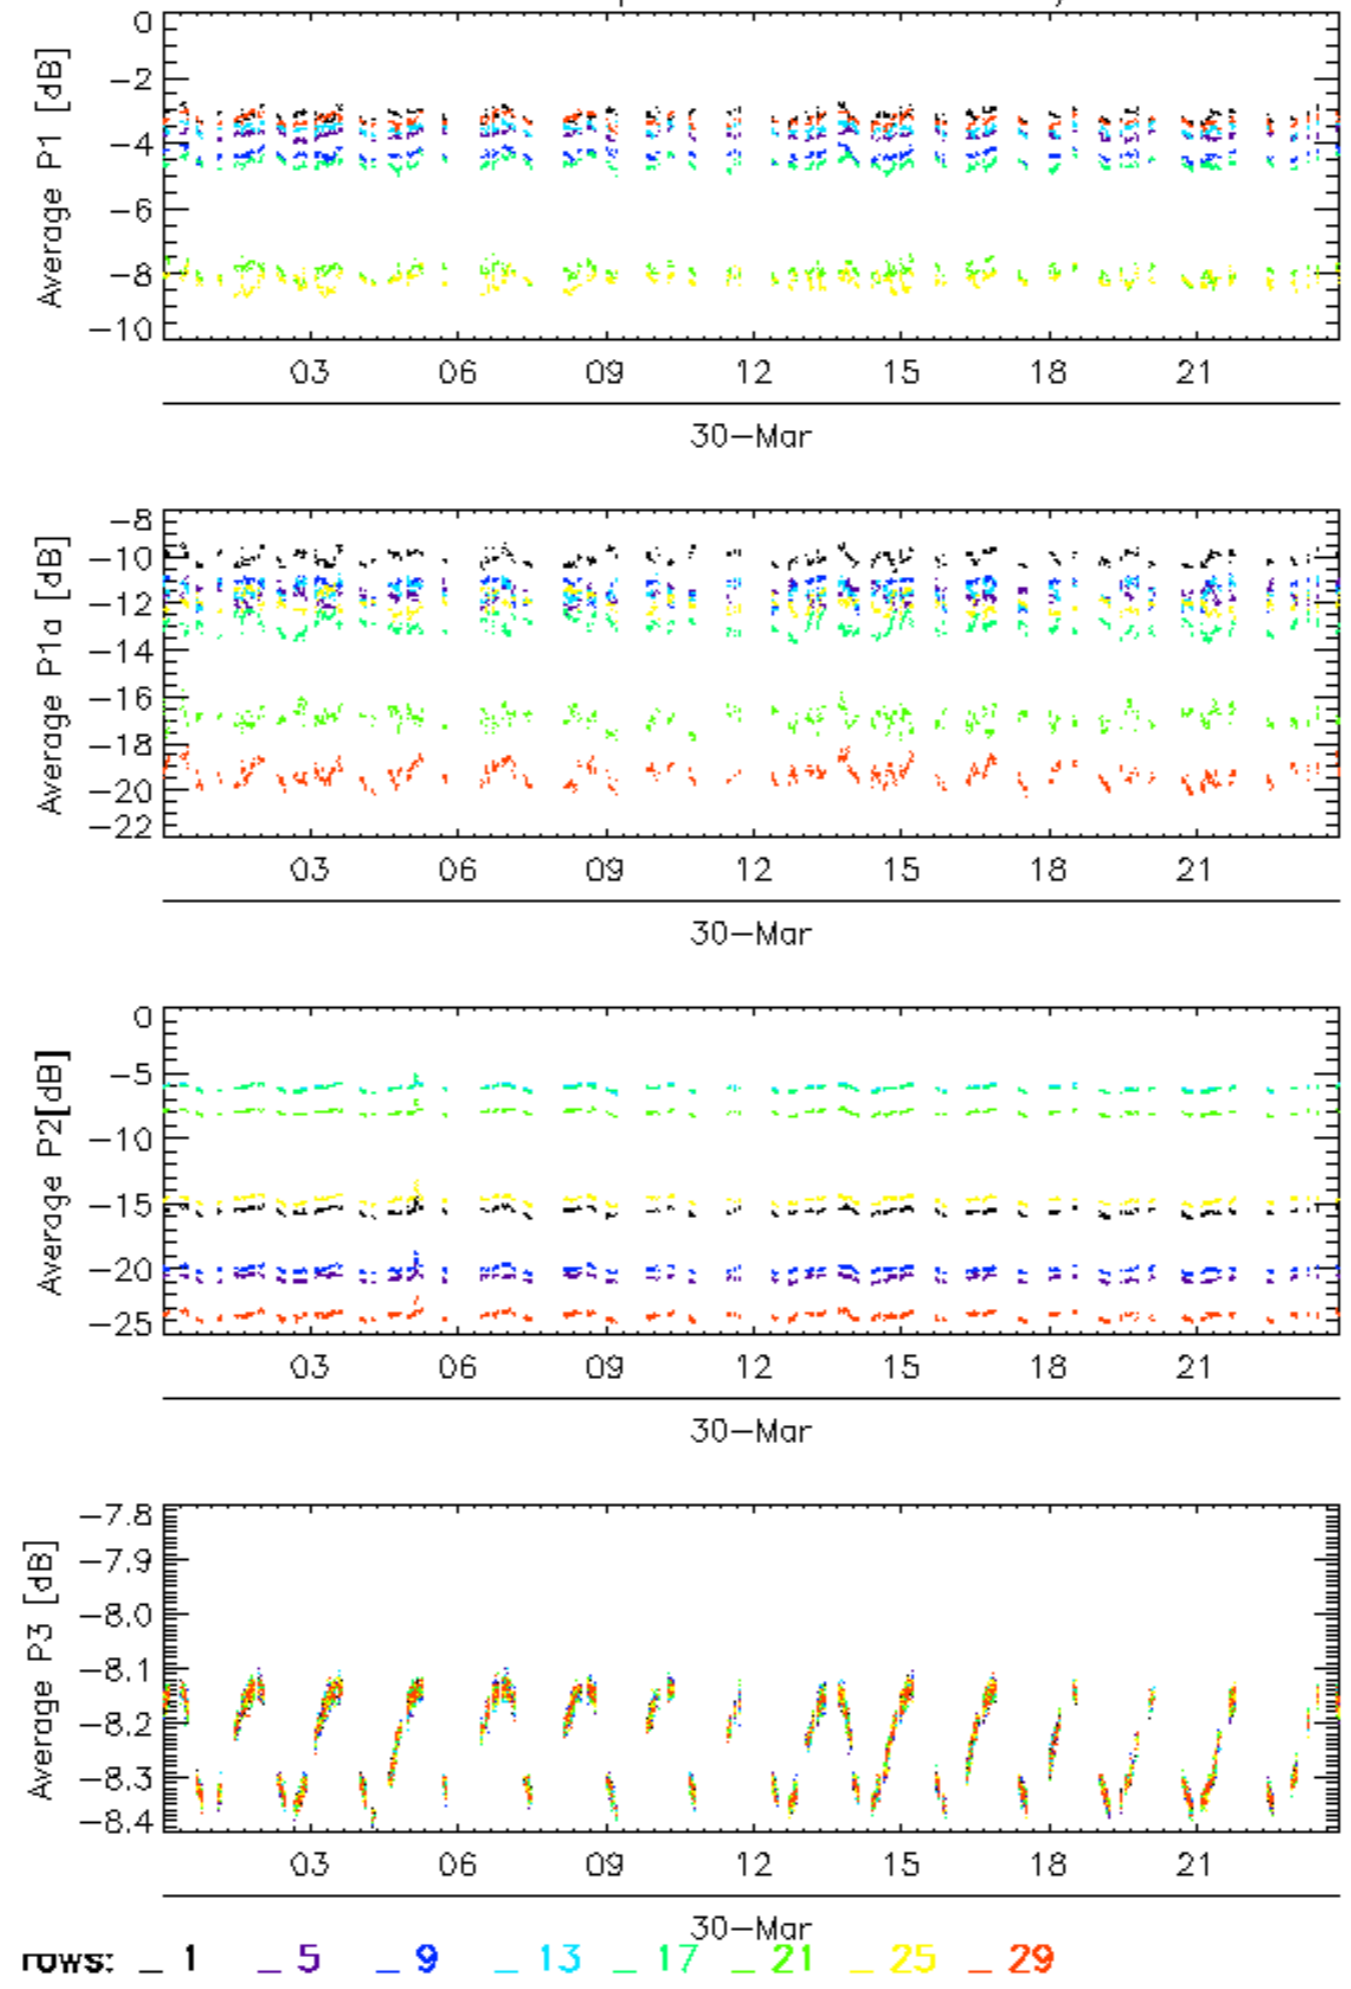 0
−2
−4
−6
−8
−10
Average P1 [dB]
03 06 09 12 15 18 21
30−Mar
−8
−10
−12
−14
−16
−18
−20
−22
Average P1a [dB]
03 06 09 12 15 18 21
30−Mar
0
−5
−10
−15
−20
−25
Average P2[dB]
03 06 09 12 15 18 21
30−Mar
−7.8
−7.9
−8.0
−8.1
−8.2
−8.3
−8.4
Average P3 [dB]
03 06 09 12 15 18 21
30−Mar
rows: _ 1 _ 5 _ 9 _ 13 _ 17 _ 21 _ 25 _ 29